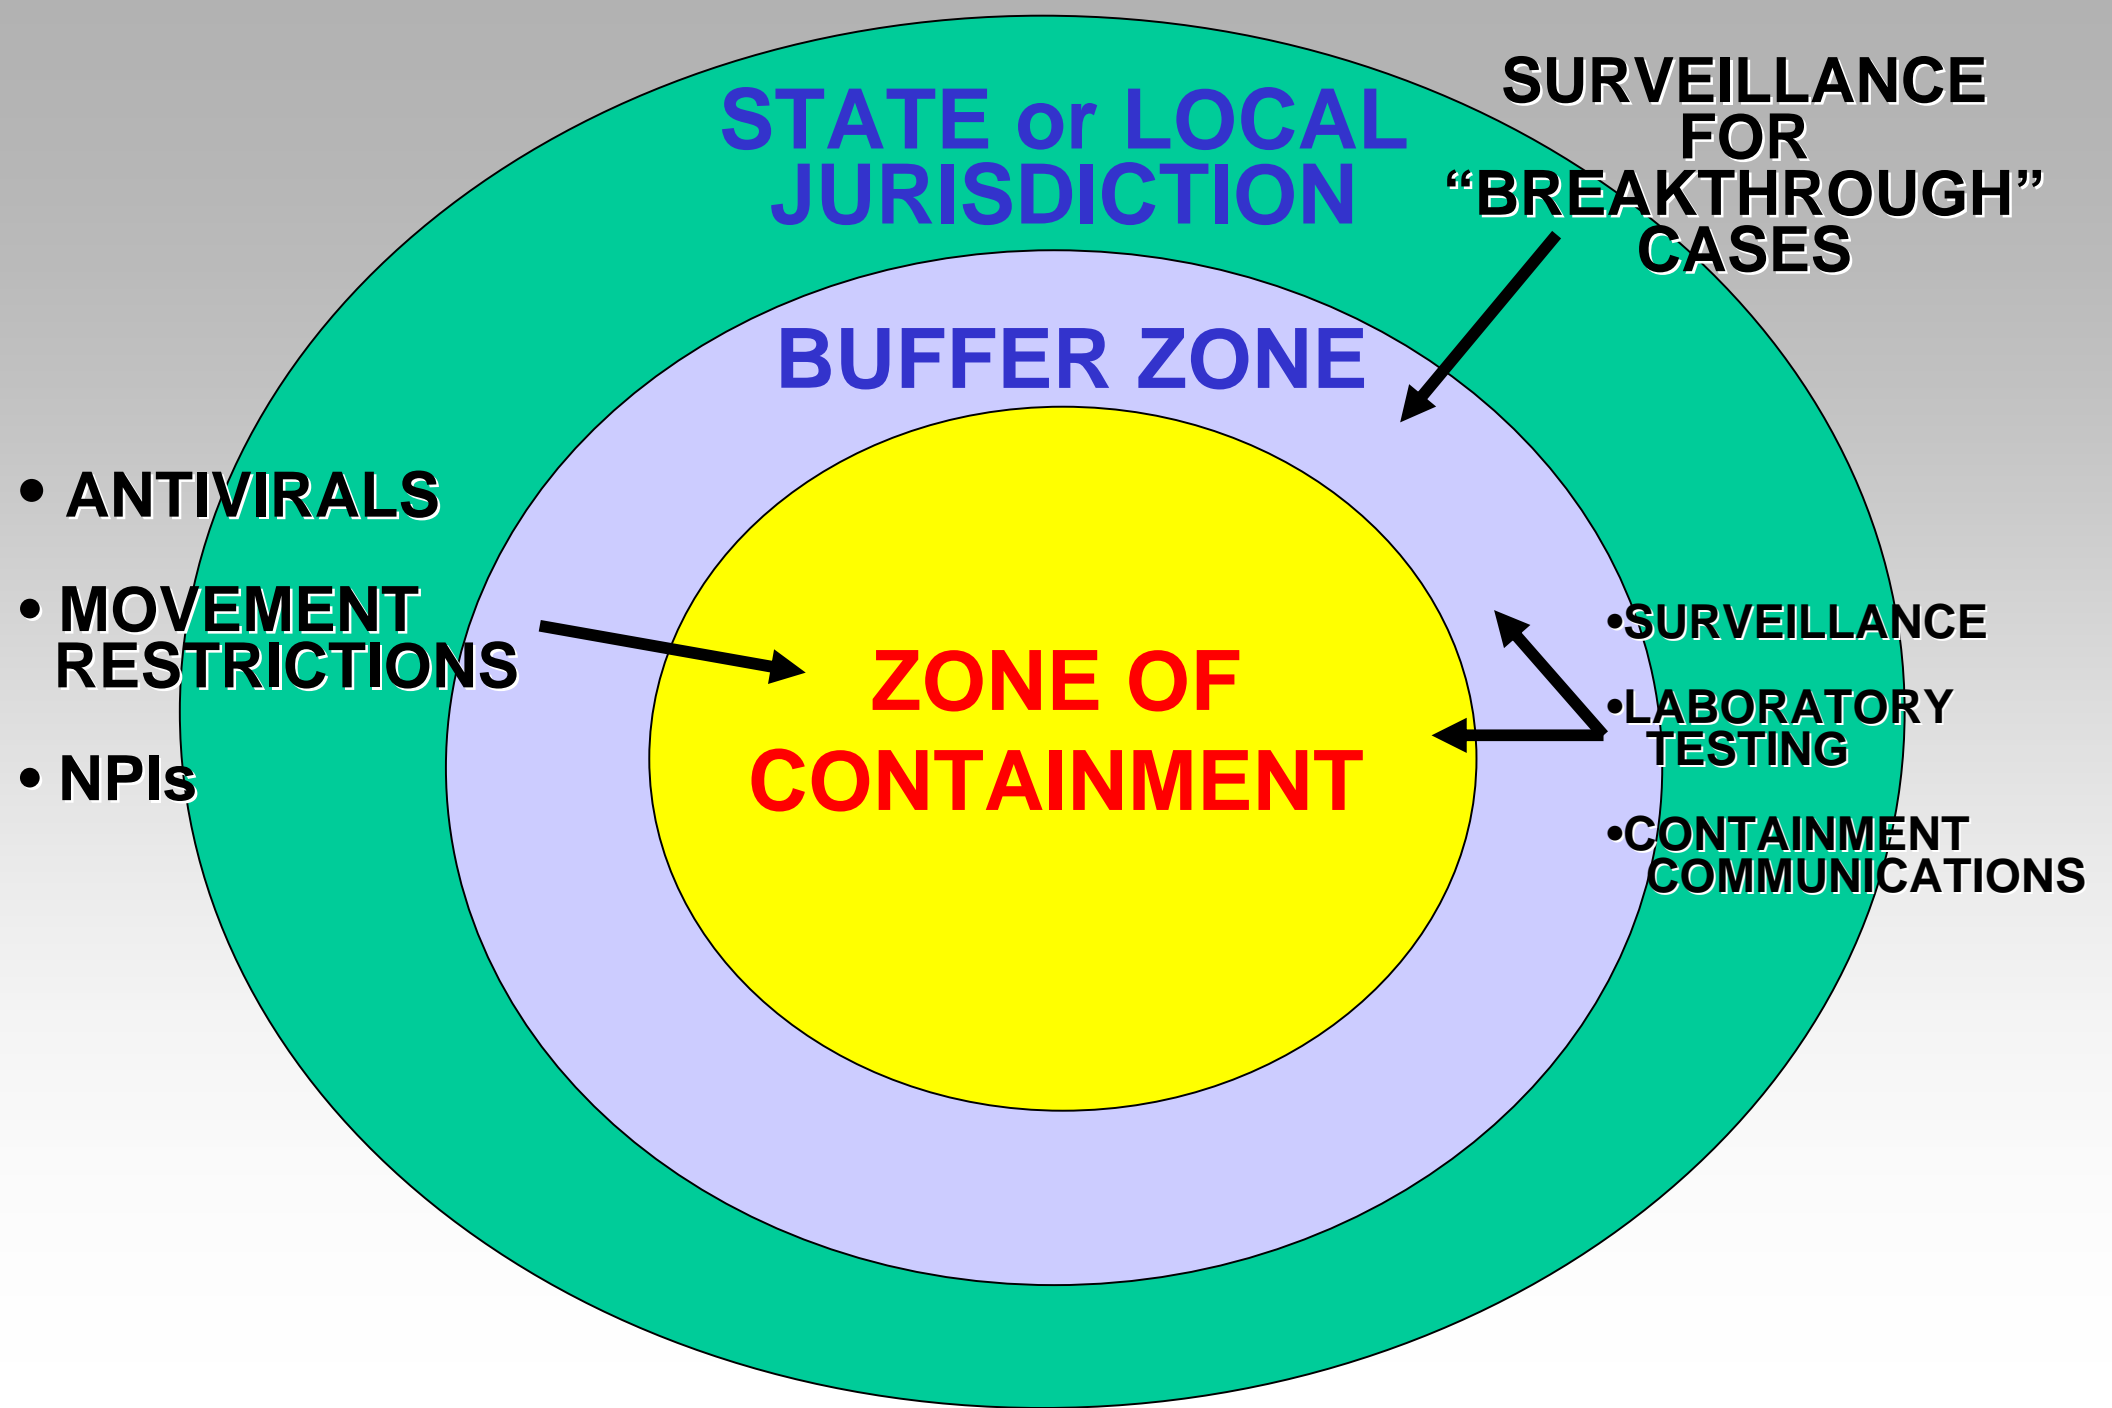 STATE or LOCAL
JURISDICTION
SURVEILLANCE
FOR
“BREAKTHROUGH”
CASES
BUFFER ZONE
• ANTIVIRALS
• MOVEMENT
RESTRICTIONS
• NPIs
ZONE OF
CONTAINMENT
•SURVEILLANCE
•LABORATORY
TESTING
•CONTAINMENT
COMMUNICATIONS